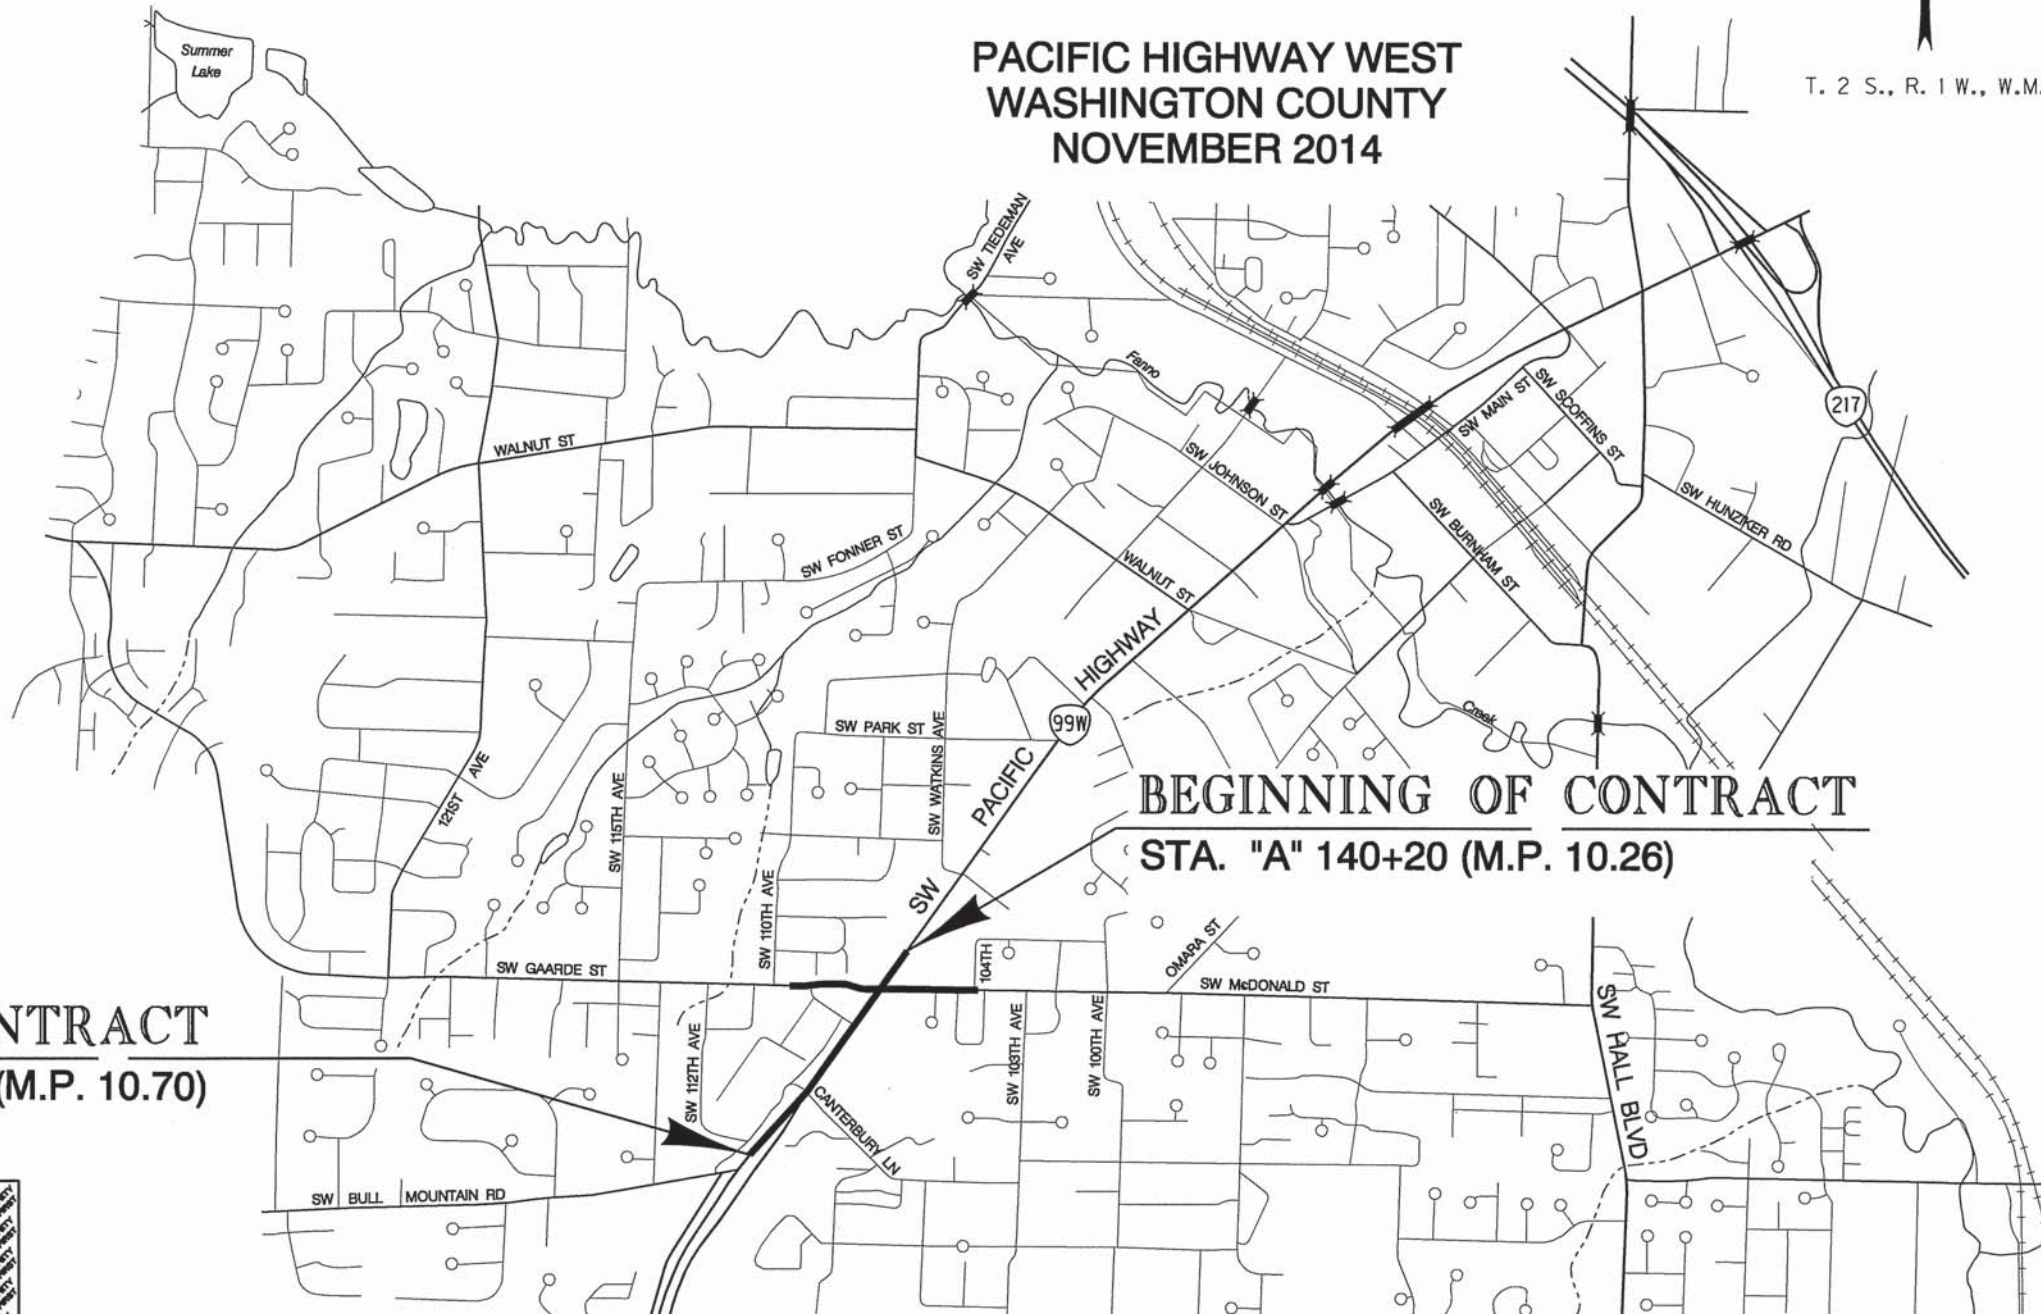 PACIFIC HIGHWAY WEST
WASHINGTON COUNTY
NOVEMBER 2014
T. 2 S., R. 1 W., W.M.
Summer
Lake
SW TIEDEMAN
AVE
217
Fanno
SW MAIN ST
SW SCOFFINS ST
WALNUT ST
SW JOHNSON ST
SW BURNHAM ST
SW HUNZIKER RD
SW FONNER ST
WALNUT ST
HIGHWAY
99W
Creek
SW PARK ST
SW WATKINS AVE
PACIFIC
SW
121ST AVE
SW 115TH AVE
SW 110TH AVE
BEGINNING OF CONTRACT
STA. "A" 140+20 (M.P. 10.26)
SW GAARDE ST
104TH
OMARA ST
SW McDONALD ST
SW HALL BLVD
NTRACT
(M.P. 10.70)
SW 112TH AVE
SW 103TH AVE
SW 100TH AVE
CANTERBURY LN
SW BULL MOUNTAIN RD